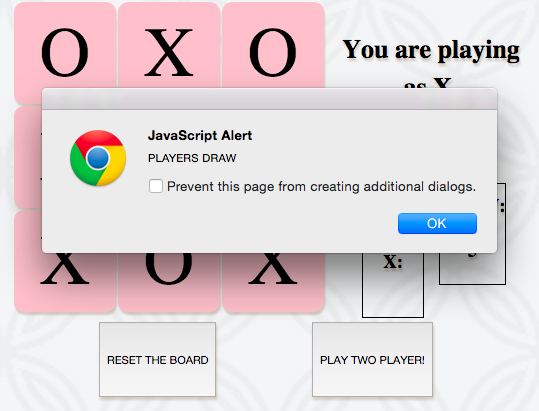 O X O
You are playing
as X
JavaScript Alert
PLAYERS DRAW
Prevent this page from creating additional dialogs.
OK
X O X
X:
RESET THE BOARD
PLAY TWO PLAYER!